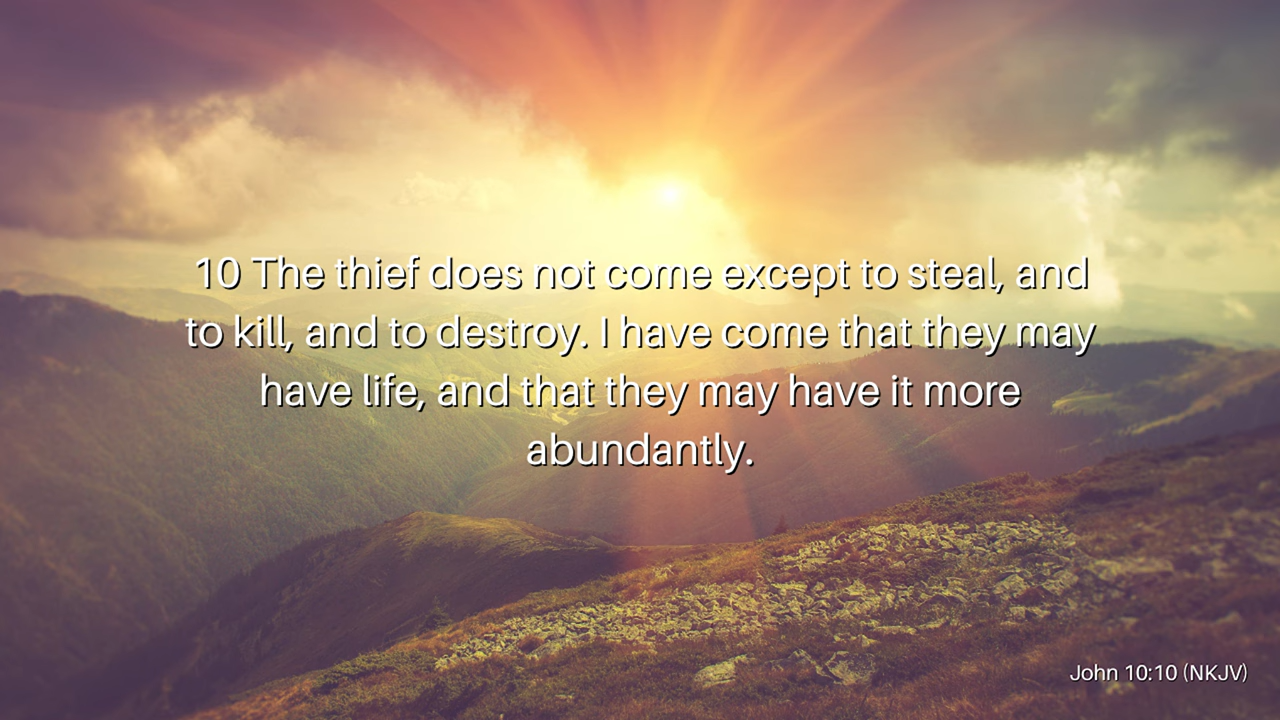 10 The thief does not come except to steal, and
to kill, and to destroy. I have come that they may
have life, and that they may have it more
abundantly.
John 10:10 (NKJV)